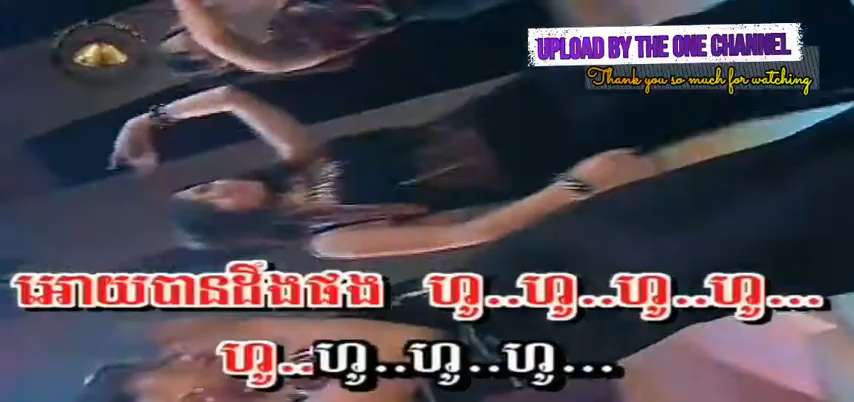 UPLOAD BY THE ONE CHANNEL
Thank you so much for watching
អោយបានដឹងផង ហូ..ហូ..ហូ..ហូ...
ហូ..ហូ..ហូ..ហូ...